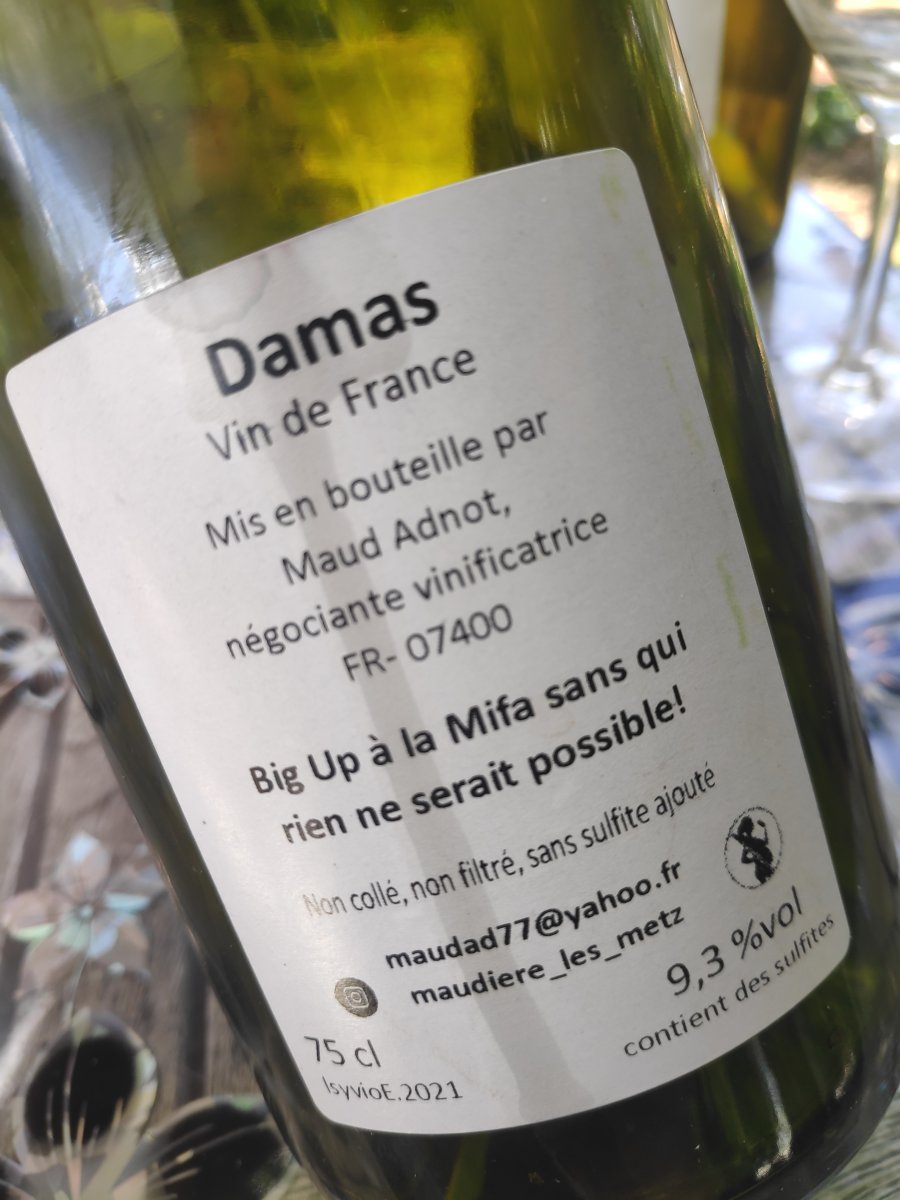 Damas
Vin de France
Mis en bouteille par
Maud Adnot,
négociante vinificatrice
FR- 07400
Big Up à la Mifa sans qui
rien ne serait possible!
Non collé, non filtré, sans sulfite ajouté
maudad77@yahoo.fr
maudiere_les_metz
9,3 %vol
contient des sulfites
75 cl
lsyvioE.2021